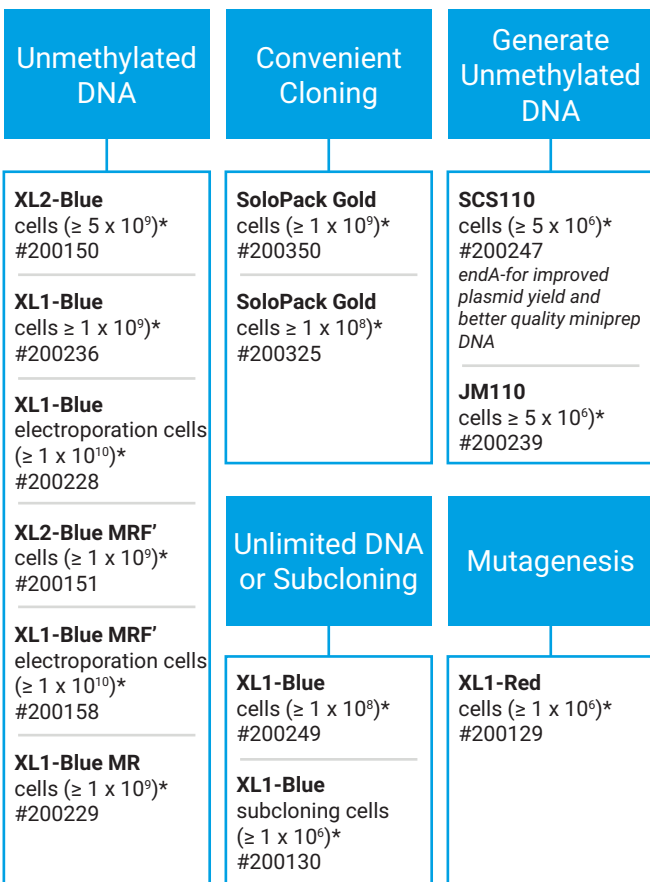 Unmethylated
DNA
XL2-Blue
cells (≥ 5 x 10⁹)*
#200150
XL1-Blue
cells ≥ 1 x 10⁹)*
#200236
XL1-Blue
electroporation cells
(≥ 1 x 10¹⁰)*
#200228
XL2-Blue MRF’
cells (≥ 1 x 10⁹)*
#200151
XL1-Blue MRF’
electroporation cells
(≥ 1 x 10¹⁰)*
#200158
XL1-Blue MR
cells (≥ 1 x 10⁹)*
#200229
Convenient
Cloning
SoloPack Gold
cells (≥ 1 x 10⁹)*
#200350
SoloPack Gold
cells ≥ 1 x 10⁸)*
#200325
Generate
Unmethylated
DNA
SCS110
cells (≥ 5 x 10⁶)*
#200247
endA-for improved
plasmid yield and
better quality miniprep
DNA
JM110
cells ≥ 5 x 10⁶)*
#200239
Unlimited DNA
or Subcloning
XL1-Blue
cells (≥ 1 x 10⁸)*
#200249
XL1-Blue
subcloning cells
(≥ 1 x 10⁶)*
#200130
Mutagenesis
XL1-Red
cells (≥ 1 x 10⁶)*
#200129